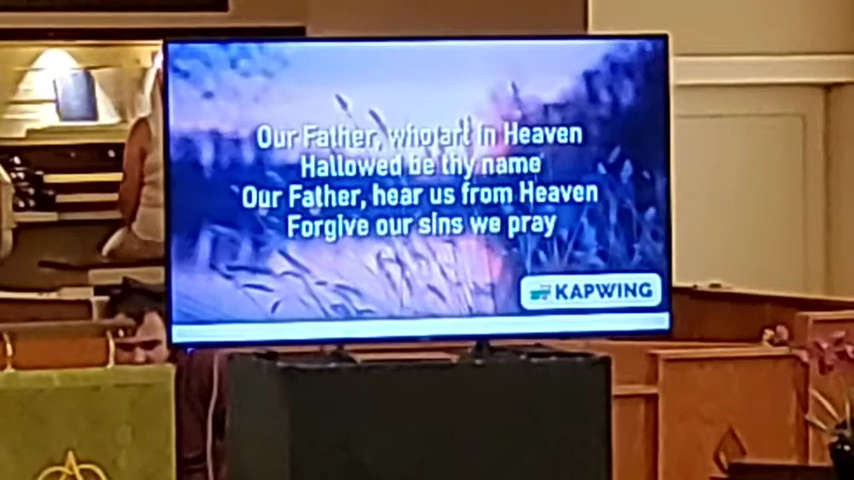 Our Father, who art in Heaven
Hallowed be thy name
Our Father, hear us from Heaven
Forgive our sins we pray
KAPWING